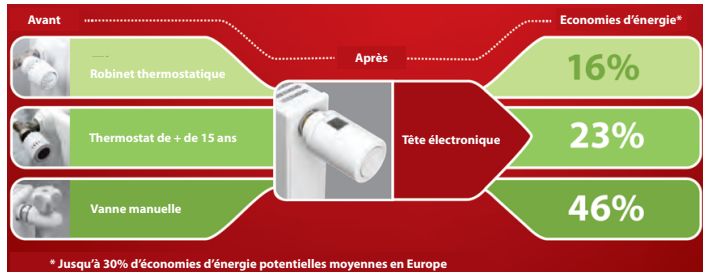 Avant
Economies d'énergie*
Après
Robinet thermostatique
16%
Thermostat de + de 15 ans
Tête électronique
23%
Vanne manuelle
46%
* Jusqu'à 30% d'économies d'énergie potentielles moyennes en Europe